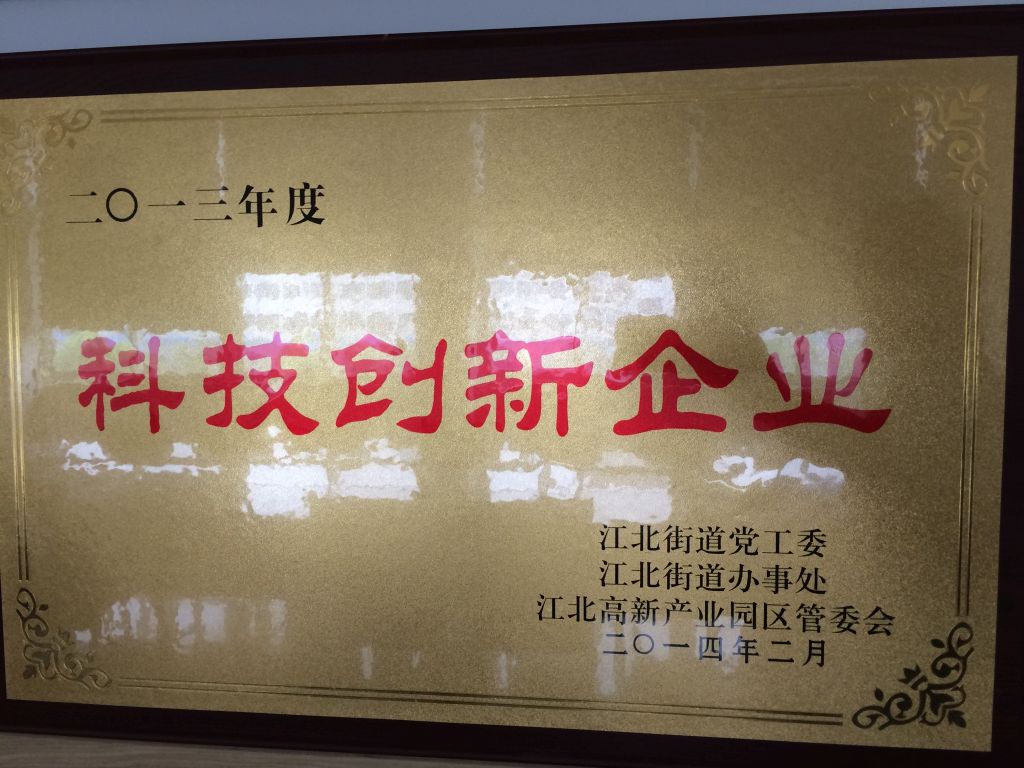 二〇一三年度
科技创新企业
江北街道党工委
江北街道办事处
江北高新产业园区管委会
二〇一四年二月